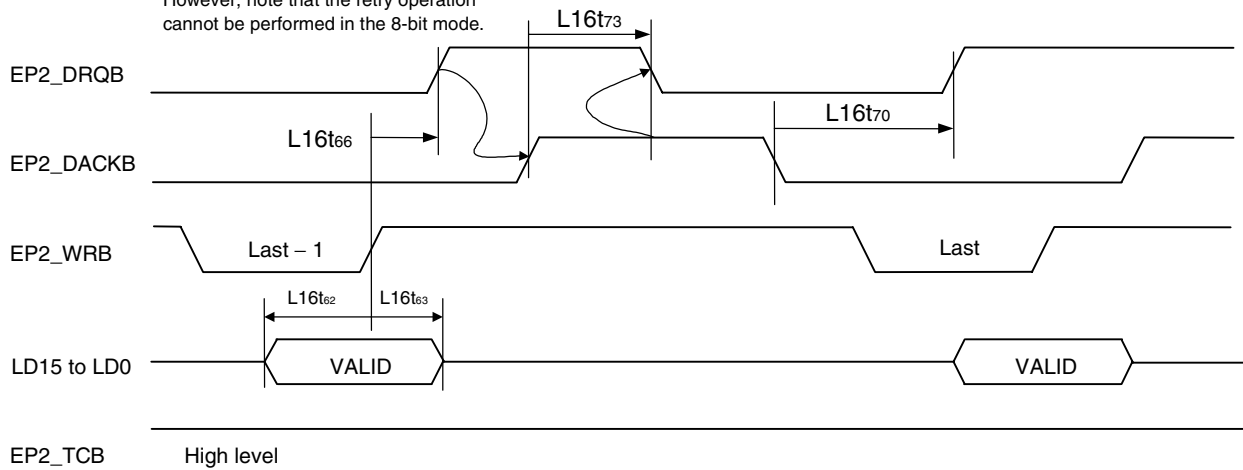 However, note that the retry operation
cannot be performed in the 8-bit mode.
L16t73
EP2_DRQB
L16t66
L16t70
EP2_DACKB
EP2_WRB
Last – 1
Last
L16t62
L16t63
LD15 to LD0
VALID
VALID
EP2_TCB
High level